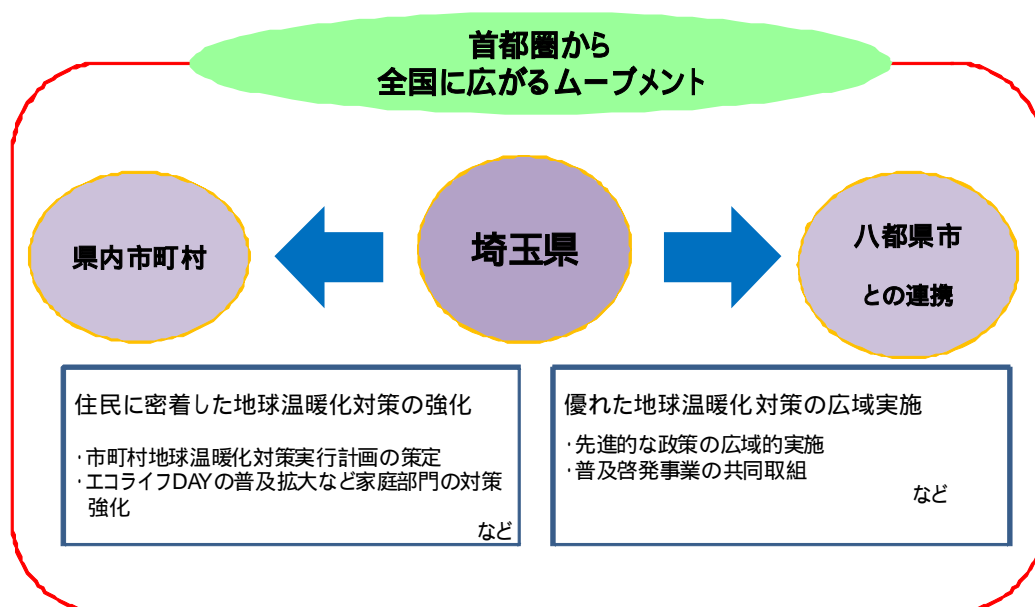 首都圏から
全国に広がるムーブメント
県内市町村
埼玉県
八都県市
との連携
住民に密着した地球温暖化対策の強化
・市町村地球温暖化対策実行計画の策定
・エコライフDAYの普及拡大など家庭部門の対策
強化
など
優れた地球温暖化対策の広域実施
・先進的な政策の広域的実施
・普及啓発事業の共同取組
など